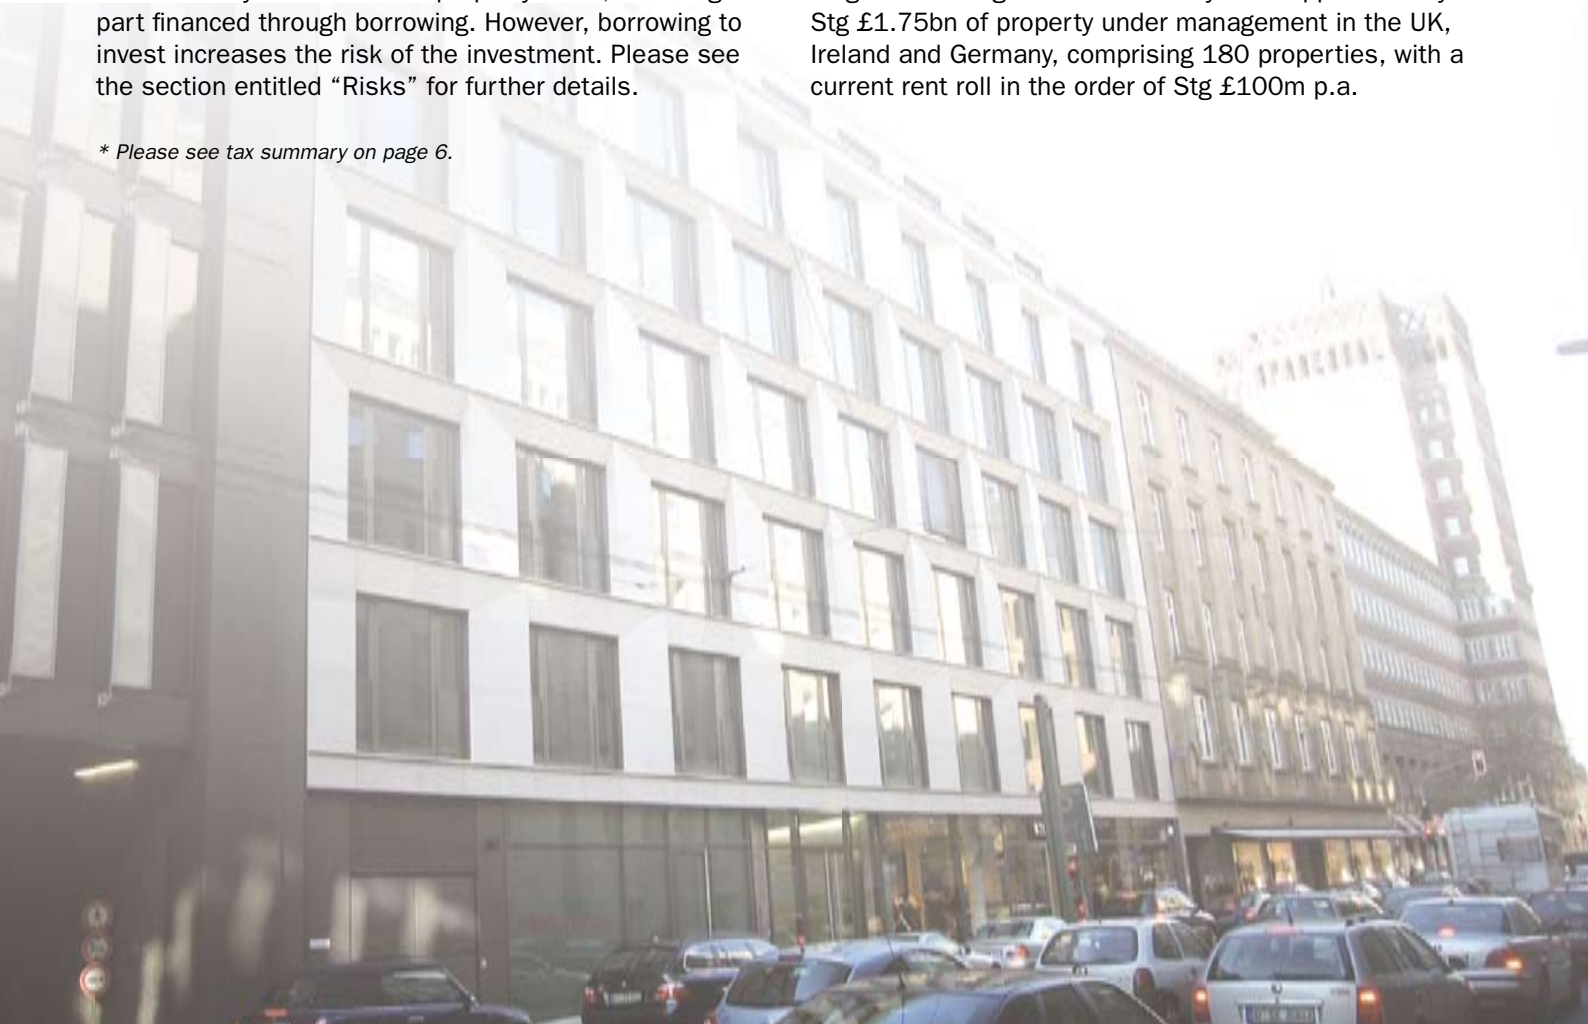 part financed through borrowing. However, borrowing to
invest increases the risk of the investment. Please see
the section entitled “Risks” for further details.
* Please see tax summary on page 6.
Stg £1.75bn of property under management in the UK,
Ireland and Germany, comprising 180 properties, with a
current rent roll in the order of Stg £100m p.a.